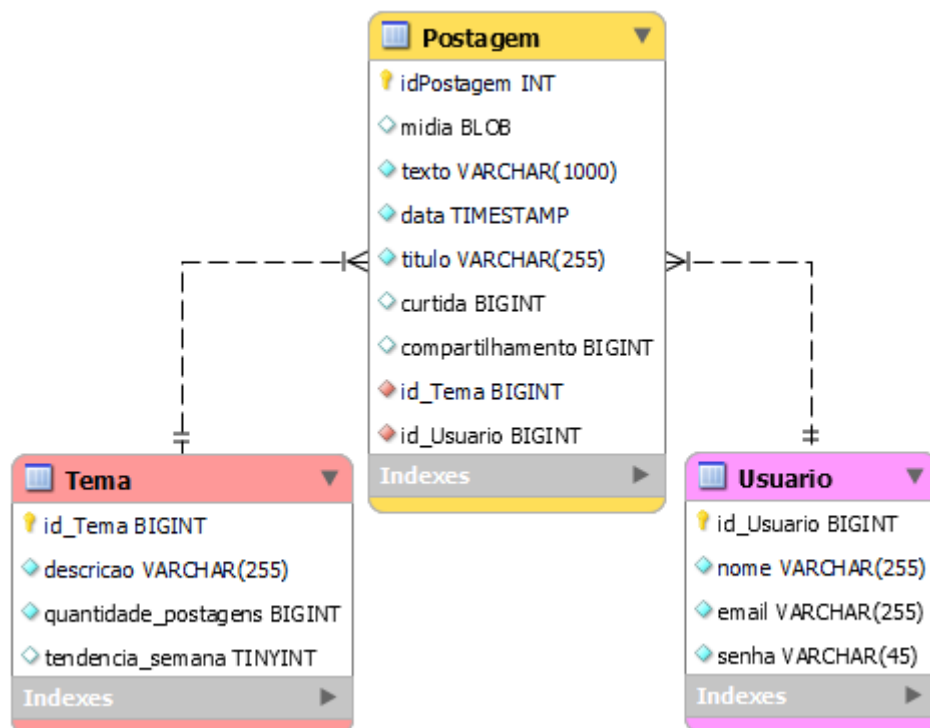 Postagem
idPostagem INT
midia BLOB
texto VARCHAR(1000)
data TIMESTAMP
titulo VARCHAR(255)
curtida BIGINT
compartilhamento BIGINT
id_Tema BIGINT
id_Usuario BIGINT
Indexes
Tema
id_Tema BIGINT
descricao VARCHAR(255)
quantidade_postagens BIGINT
tendencia_semana TINYINT
Indexes
Usuario
id_Usuario BIGINT
nome VARCHAR(255)
email VARCHAR(255)
senha VARCHAR(45)
Indexes